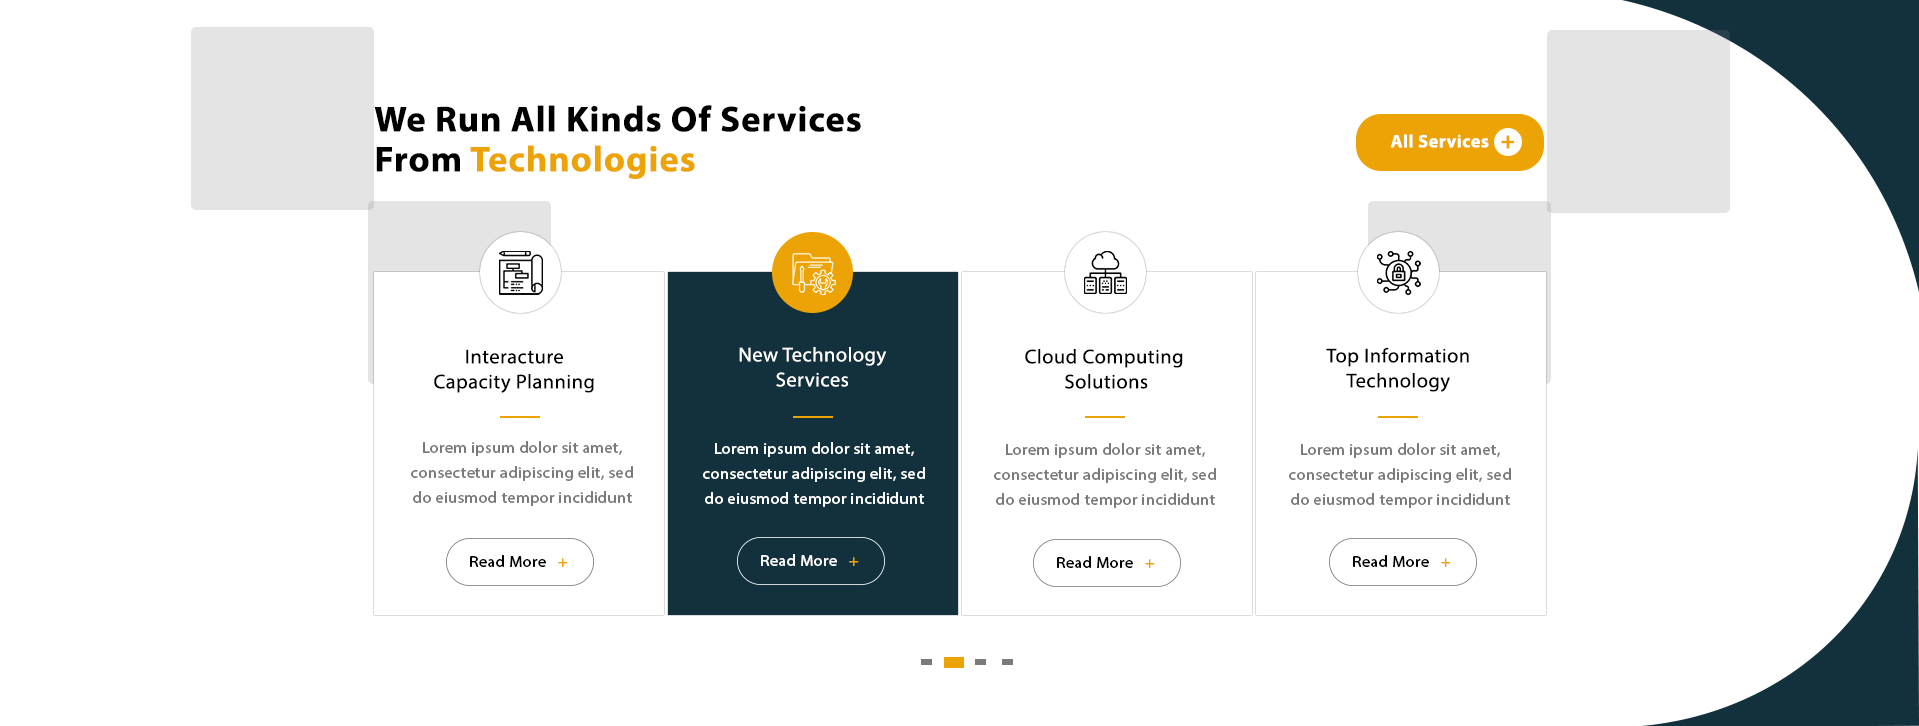 We Run All Kinds Of Services
From Technologies
All Services +
Interacture
Capacity Planning
Lorem ipsum dolor sit amet,
consectetur adipiscing elit, sed
do eiusmod tempor incididunt
Read More +
New Technology
Services
Lorem ipsum dolor sit amet,
consectetur adipiscing elit, sed
do eiusmod tempor incididunt
Read More +
Cloud Computing
Solutions
Lorem ipsum dolor sit amet,
consectetur adipiscing elit, sed
do eiusmod tempor incididunt
Read More +
Top Information
Technology
Lorem ipsum dolor sit amet,
consectetur adipiscing elit, sed
do eiusmod tempor incididunt
Read More +